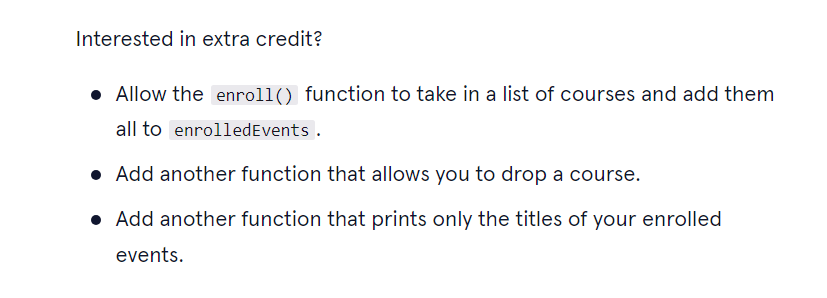 Interested in extra credit?
● Allow the enroll() function to take in a list of courses and add them
all to enrolledEvents.
● Add another function that allows you to drop a course.
● Add another function that prints only the titles of your enrolled
events.